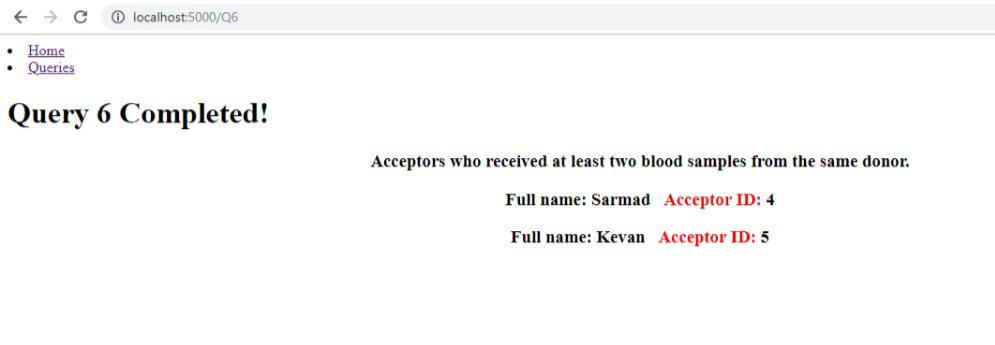 localhost:5000/Q6
Home
Queries
Query 6 Completed!
Acceptors who received at least two blood samples from the same donor.
Full name: Sarmad Acceptor ID: 4
Full name: Kevan Acceptor ID: 5